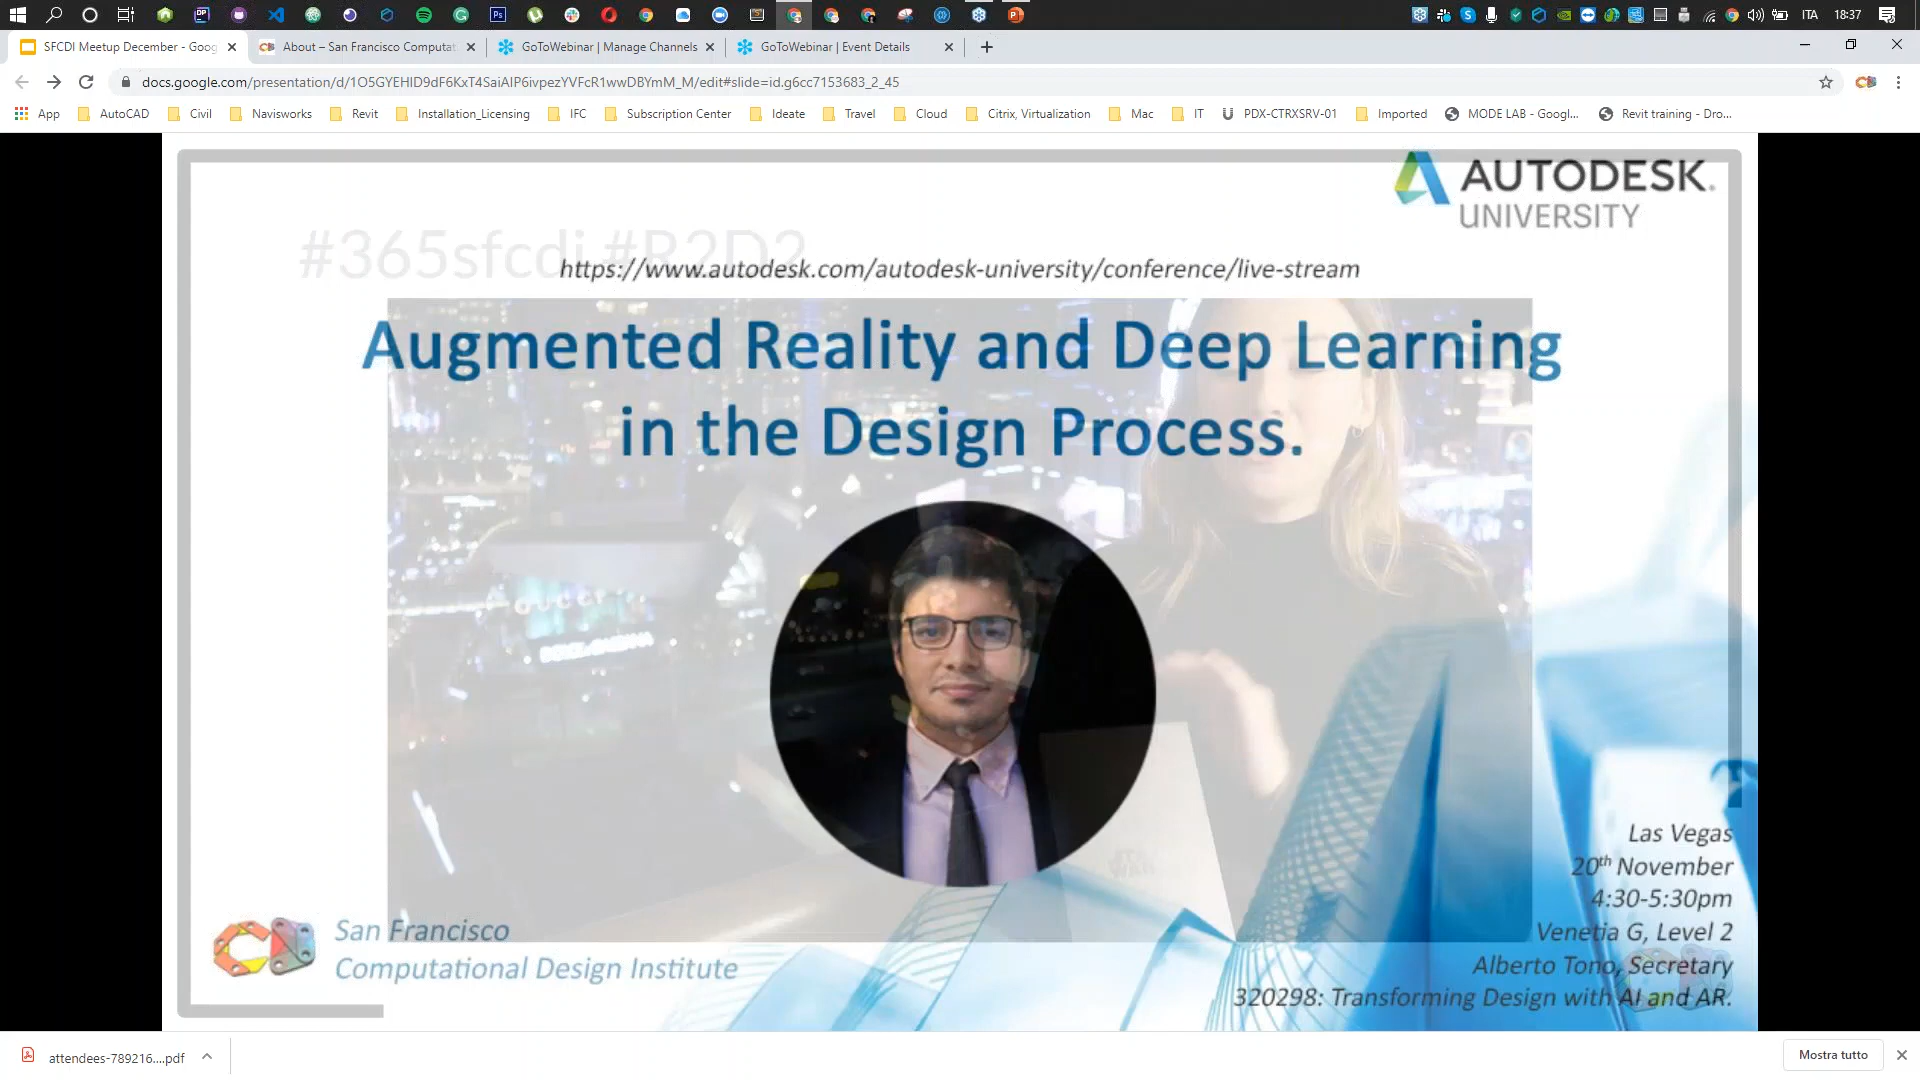 ITA
18:37
SFCDI Meetup December - Goog
About – San Francisco Computat
GoToWebinar | Manage Channels
GoToWebinar | Event Details
docs.google.com/presentation/d/1O5GYEHlD9dF6KxT4SaiAIP6ivpezYVFcR1wwDBYmM_M/edit#slide=id.g6cc7153683_2_45
App
AutoCAD
Civil
Navisworks
Revit
Installation_Licensing
IFC
Subscription Center
Ideate
Travel
Cloud
Citrix, Virtualization
Mac
IT
PDX-CTRXSRV-01
Imported
MODE LAB - Googl...
Revit training - Dro...
AUTODESK.
UNIVERSITY
#365sfcdi #R2D2
https://www.autodesk.com/autodesk-university/conference/live-stream
Augmented Reality and Deep Learning
in the Design Process.
GUCCI
Las Vegas
20th November
4:30-5:30pm
Venetia G, Level 2
Alberto Tono, Secretary
320298: Transforming Design with AI and AR.
San Francisco
Computational Design Institute
attendees-789216....pdf
Mostra tutto